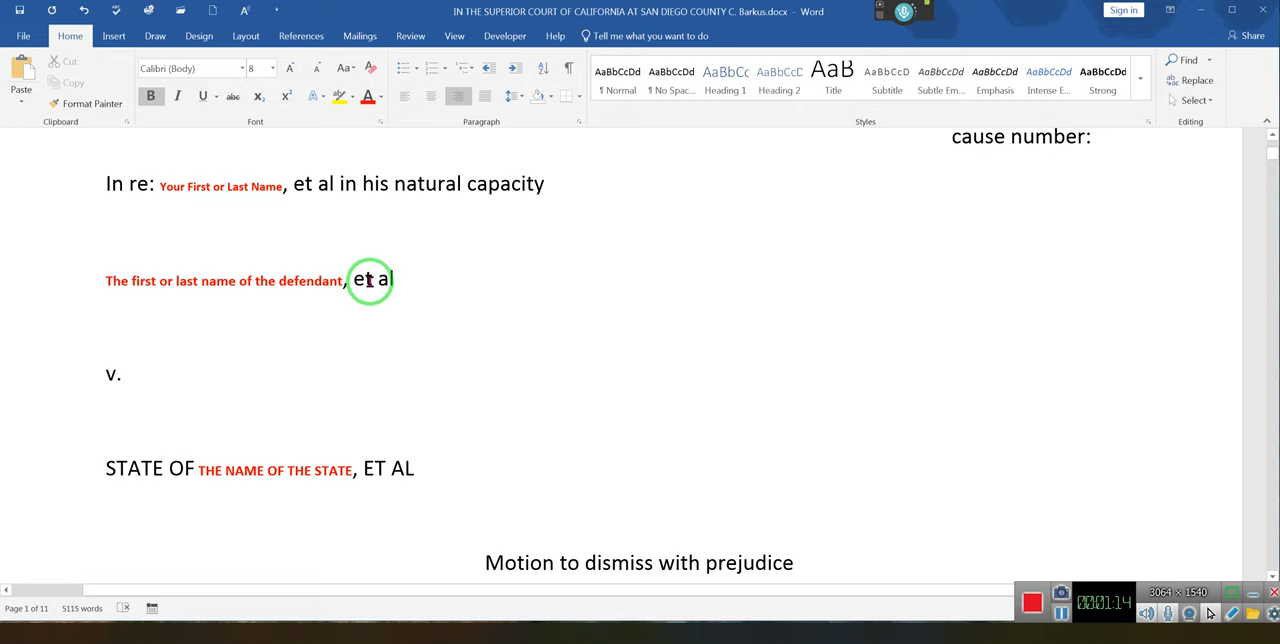 IN THE SUPERIOR COURT OF CALIFORNIA AT SAN DIEGO COUNTY C. Barkus.docx - Word
Sign in
File Home Insert Draw Design Layout References Mailings Review View Developer Help Tell me what you want to do Share
Paste
Cut
Copy
Format Painter
Clipboard
Calibri (Body) 8
Font
Paragraph
AaBbCcDd AaBbCcDd AaBbCc AaBbCcDd AaB AaBbCcD AaBbCcDd AaBbCcDd AaBbCcDd AaBbCcDd
¶ Normal ¶ No Spac... Heading 1 Heading 2 Title Subtitle Subtle Em... Emphasis Intense E... Strong
Styles
Find
Replace
Select
Editing
cause number:
In re: Your First or Last Name, et al in his natural capacity
The first or last name of the defendant, et al
v.
STATE OF THE NAME OF THE STATE, ET AL
Motion to dismiss with prejudice
Page 1 of 11 5115 words
00:01:14
3064 × 1540